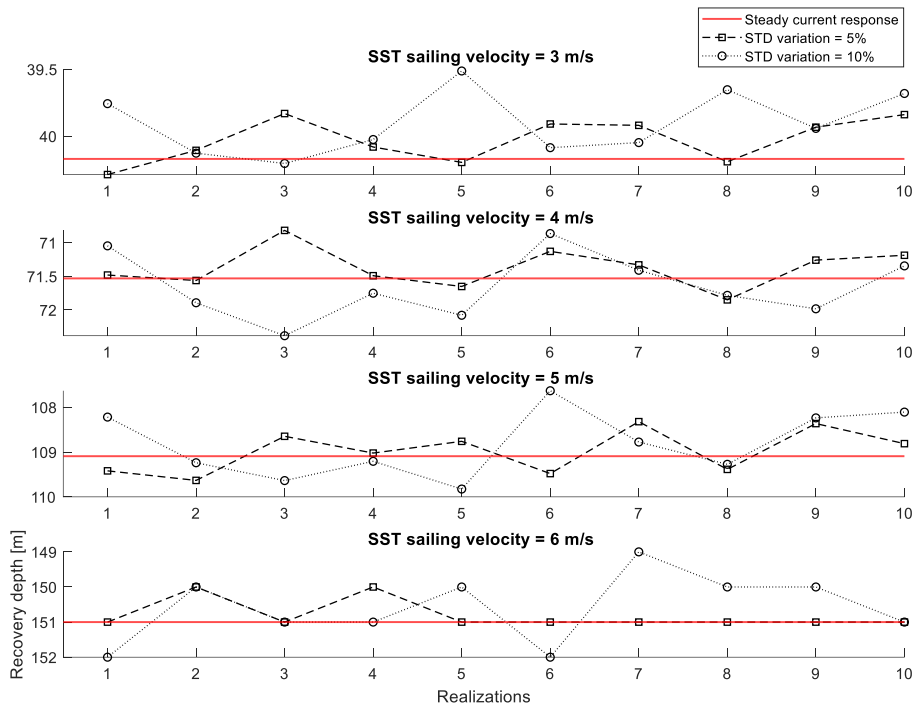 Steady current response
STD variation = 5%
STD variation = 10%
SST sailing velocity = 3 m/s
39.5
40
1 2 3 4 5 6 7 8 9 10
SST sailing velocity = 4 m/s
71
71.5
72
1 2 3 4 5 6 7 8 9 10
SST sailing velocity = 5 m/s
108
109
110
1 2 3 4 5 6 7 8 9 10
SST sailing velocity = 6 m/s
149
150
151
152
1 2 3 4 5 6 7 8 9 10
Recovery depth [m]
Realizations